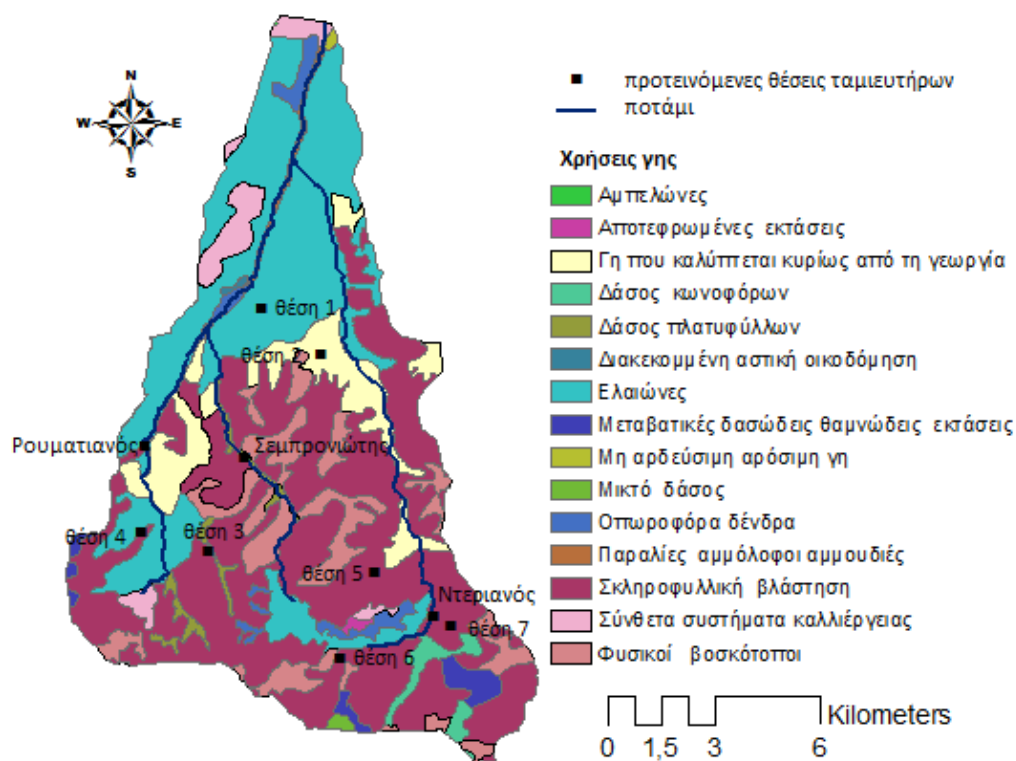 N
W E
S
προτεινόμενες θέσεις ταμιευτήρων
ποτάμι
Χρήσεις γης
Αμπελώνες
Αποτεφρωμένες εκτάσεις
Γη που καλύπτεται κυρίως από τη γεωργία
Δάσος κωνοφόρων
Δάσος πλατυφύλλων
Διακεκομμένη αστική οικοδόμηση
Ελαιώνες
Μεταβατικές δασώδεις θαμνώδεις εκτάσεις
Μη αρδεύσιμη αρόσιμη γη
Μικτό δάσος
Οπωροφόρα δένδρα
Παραλίες αμμόλοφοι αμμουδιές
Σκληροφυλλική βλάστηση
Σύνθετα συστήματα καλλιέργειας
Φυσικοί βοσκότοποι
θέση 1
θέση 2
Ρουματιανός
Σεμπρονιώτης
θέση 4
θέση 3
θέση 5
Ντεριανός
θέση 7
θέση 6
Kilometers
0 1,5 3 6